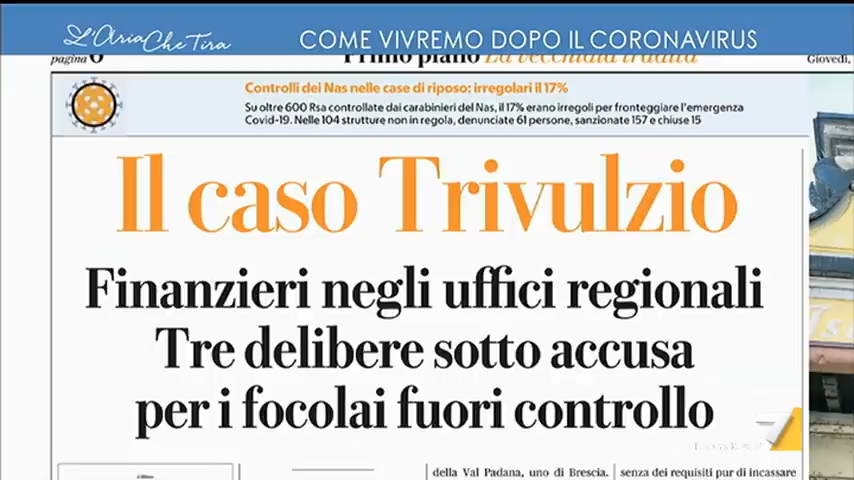 L'Aria Che Tira
COME VIVREMO DOPO IL CORONAVIRUS
pagina 6 Primo piano La vecchiaia tradita Giovedì,
Controlli dei Nas nelle case di riposo: irregolari il 17%
Su oltre 600 Rsa controllate dai carabinieri del Nas, il 17% erano irregoli per fronteggiare l'emergenza
Covid-19. Nelle 104 strutture non in regola, denunciate 61 persone, sanzionate 157 e chiuse 15
Il caso Trivulzio
Finanzieri negli uffici regionali
Tre delibere sotto accusa
per i focolai fuori controllo
della Val Padana, uno di Brescia.
senza dei requisiti pur di incassare